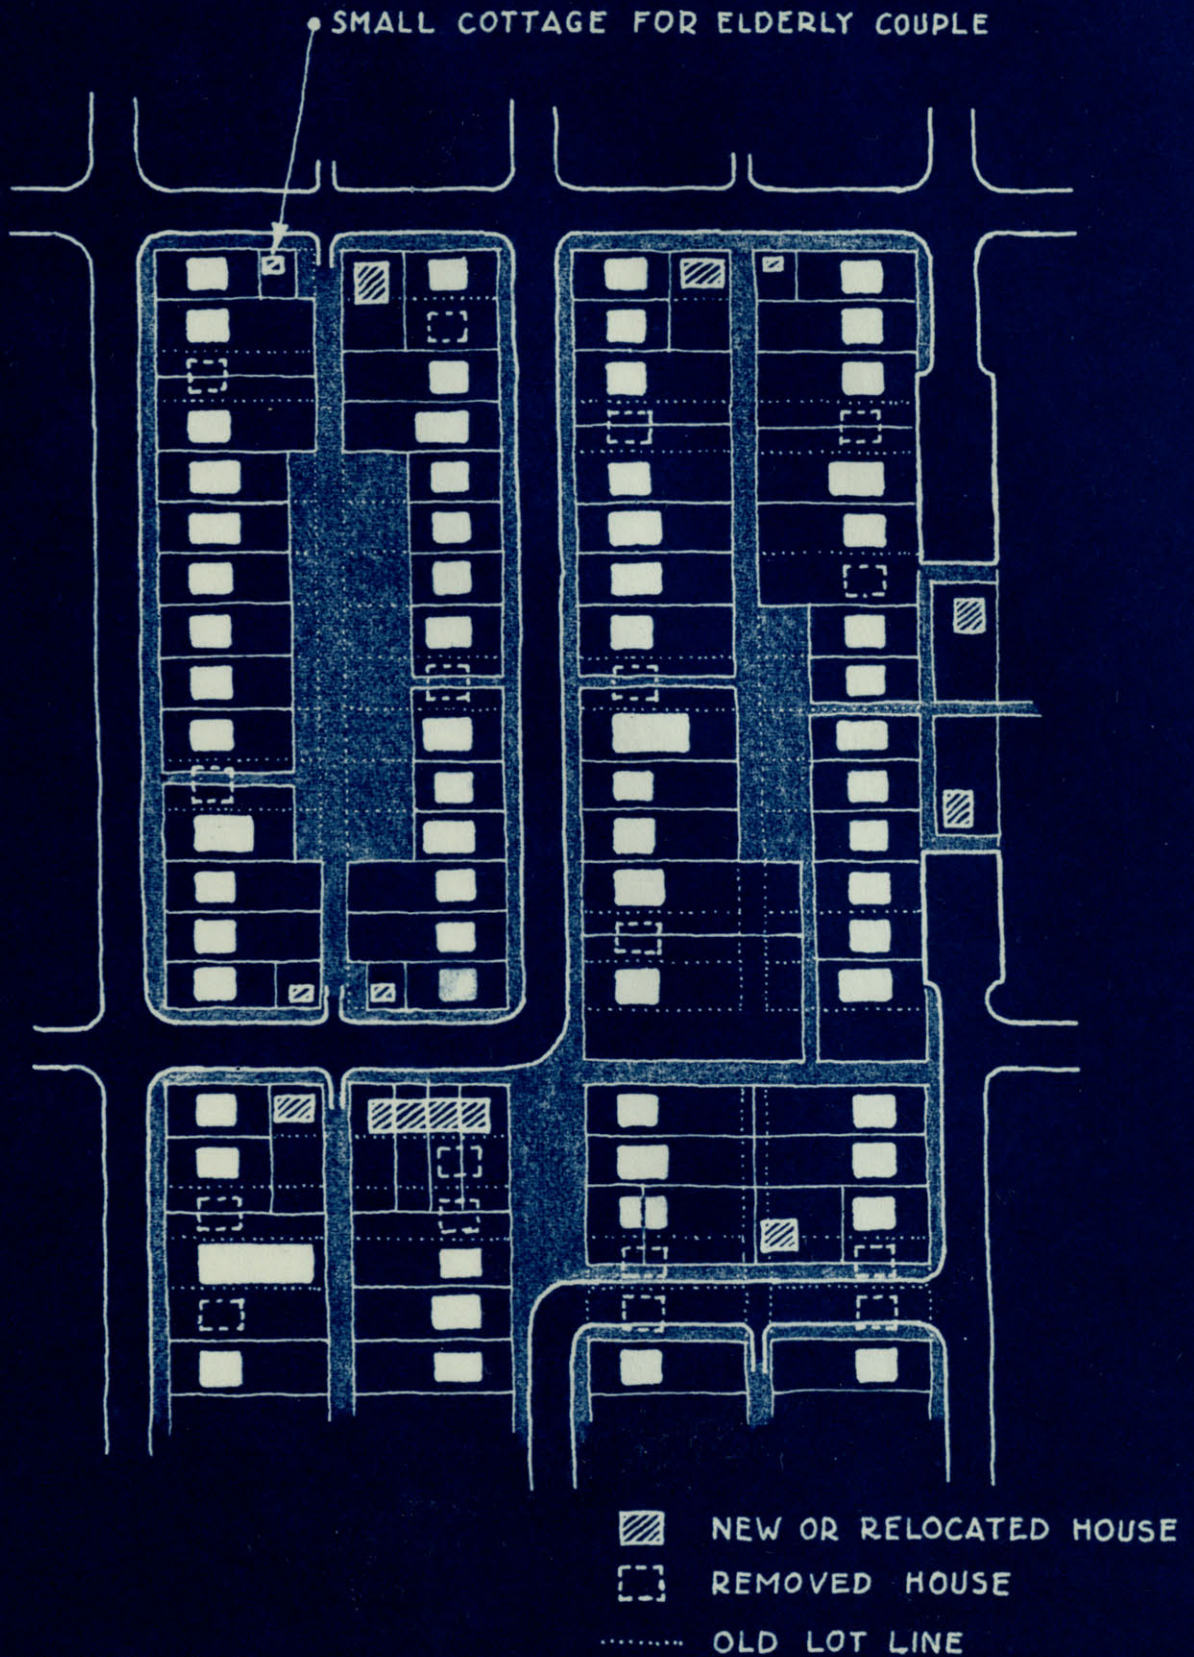 SMALL COTTAGE FOR ELDERLY COUPLE
NEW OR RELOCATED HOUSE
REMOVED HOUSE
OLD LOT LINE